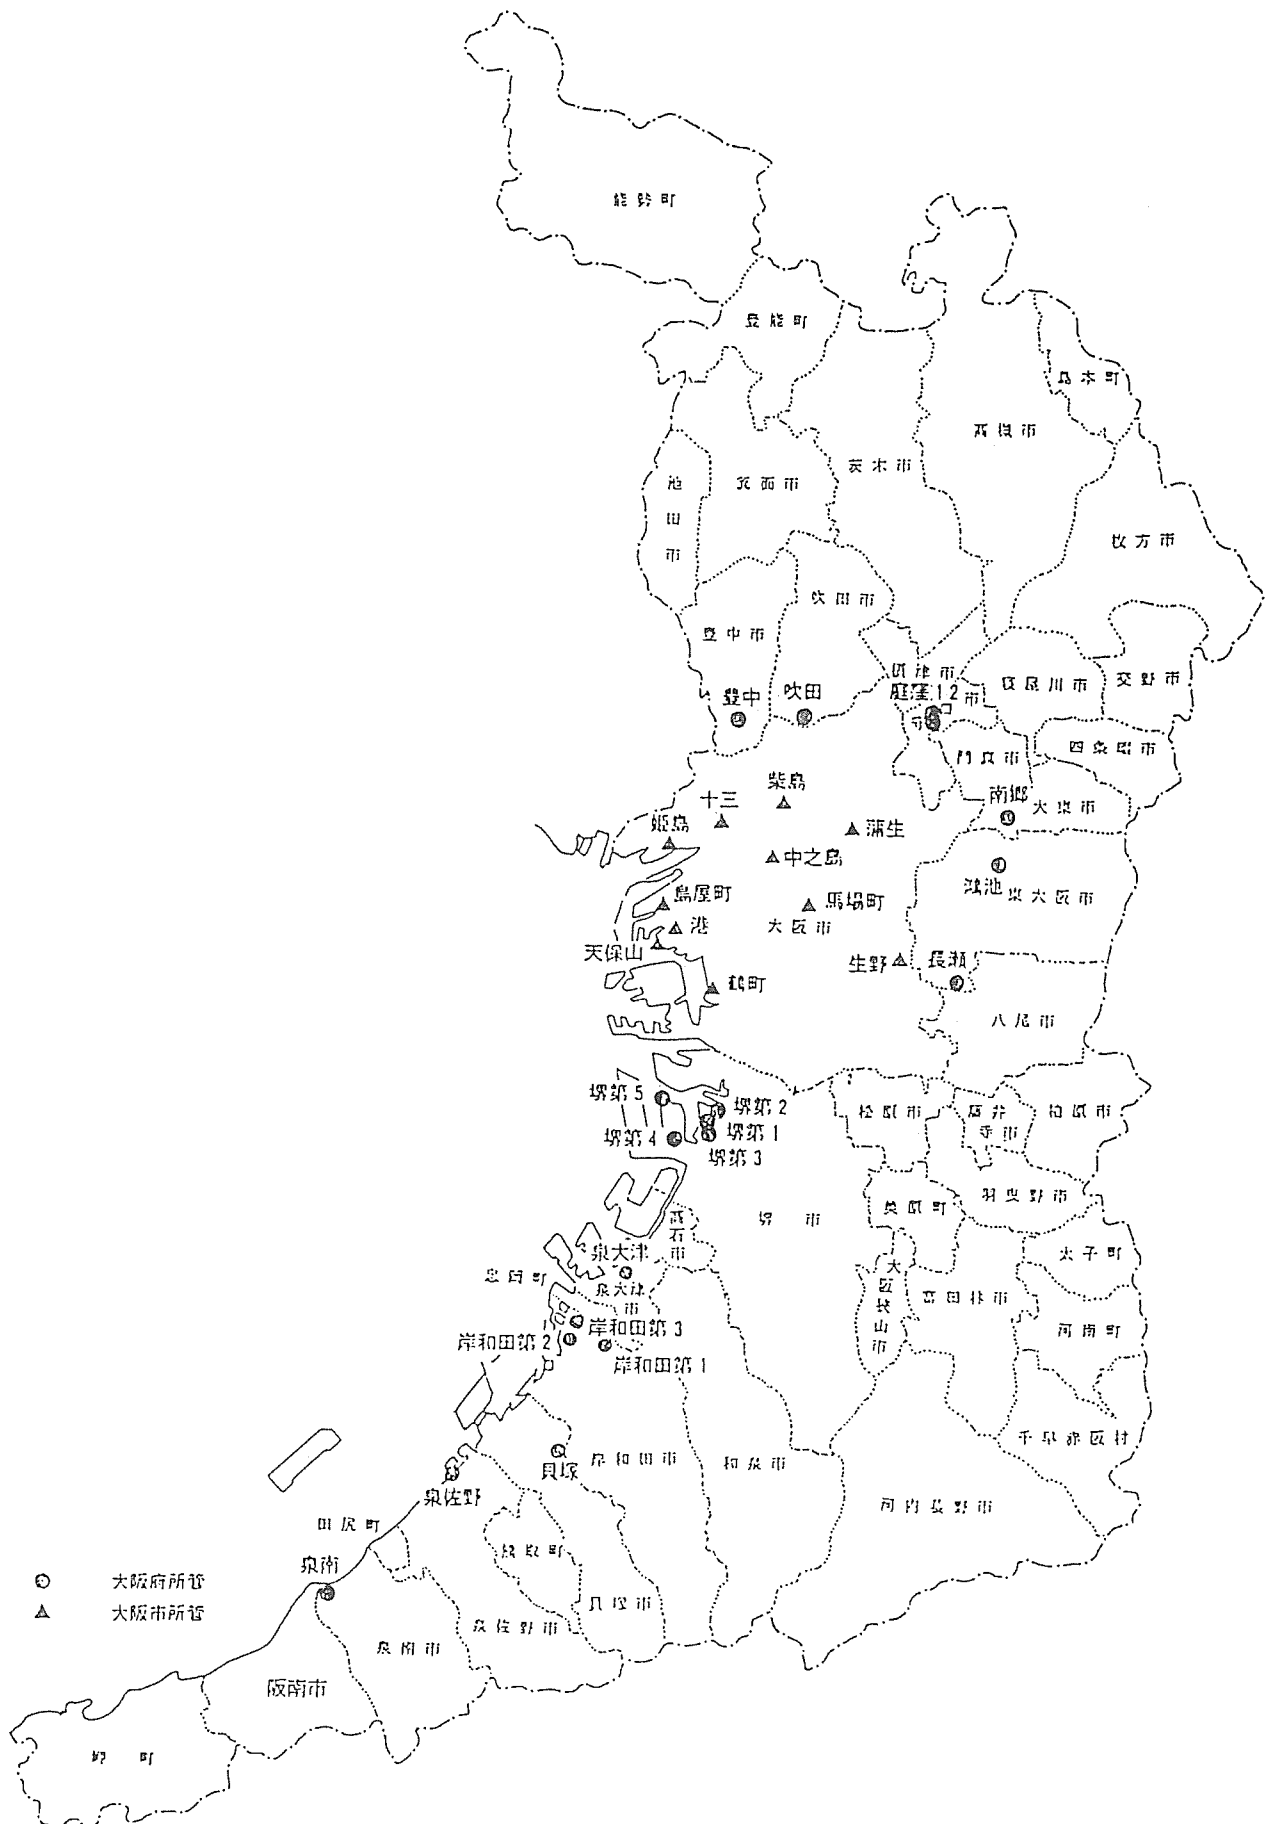 能勢町
豊能町
島本町
高槻市
茨木市
箕面市
池田市
枚方市
吹田市
豊中市
摂津市
寝屋川市
交野市
豊中
吹田
庭窪1 2
市
口
守
四条畷市
門真市
南郷
大東市
柴島
十三
姫島
蒲生
中之島
鴻池
東大阪市
鳥屋町
馬場町
港
大阪市
天保山
生野
長瀬
鶴町
八尾市
堺第5
堺第2
堺第4
堺第1
堺第3
松原市
藤井
寺市
柏原市
羽曳野市
美原町
堺 市
高石市
太子町
泉大津
忠岡町
泉大津
市
大阪狭山市
富田林市
河南町
岸和田第3
岸和田第2
岸和田第1
千早赤阪村
貝塚
岸和田市
和泉市
泉佐野
河内長野市
田尻町
熊取町
泉南
大阪府所管
大阪市所管
貝塚市
泉佐野市
泉南市
阪南市
岬 町